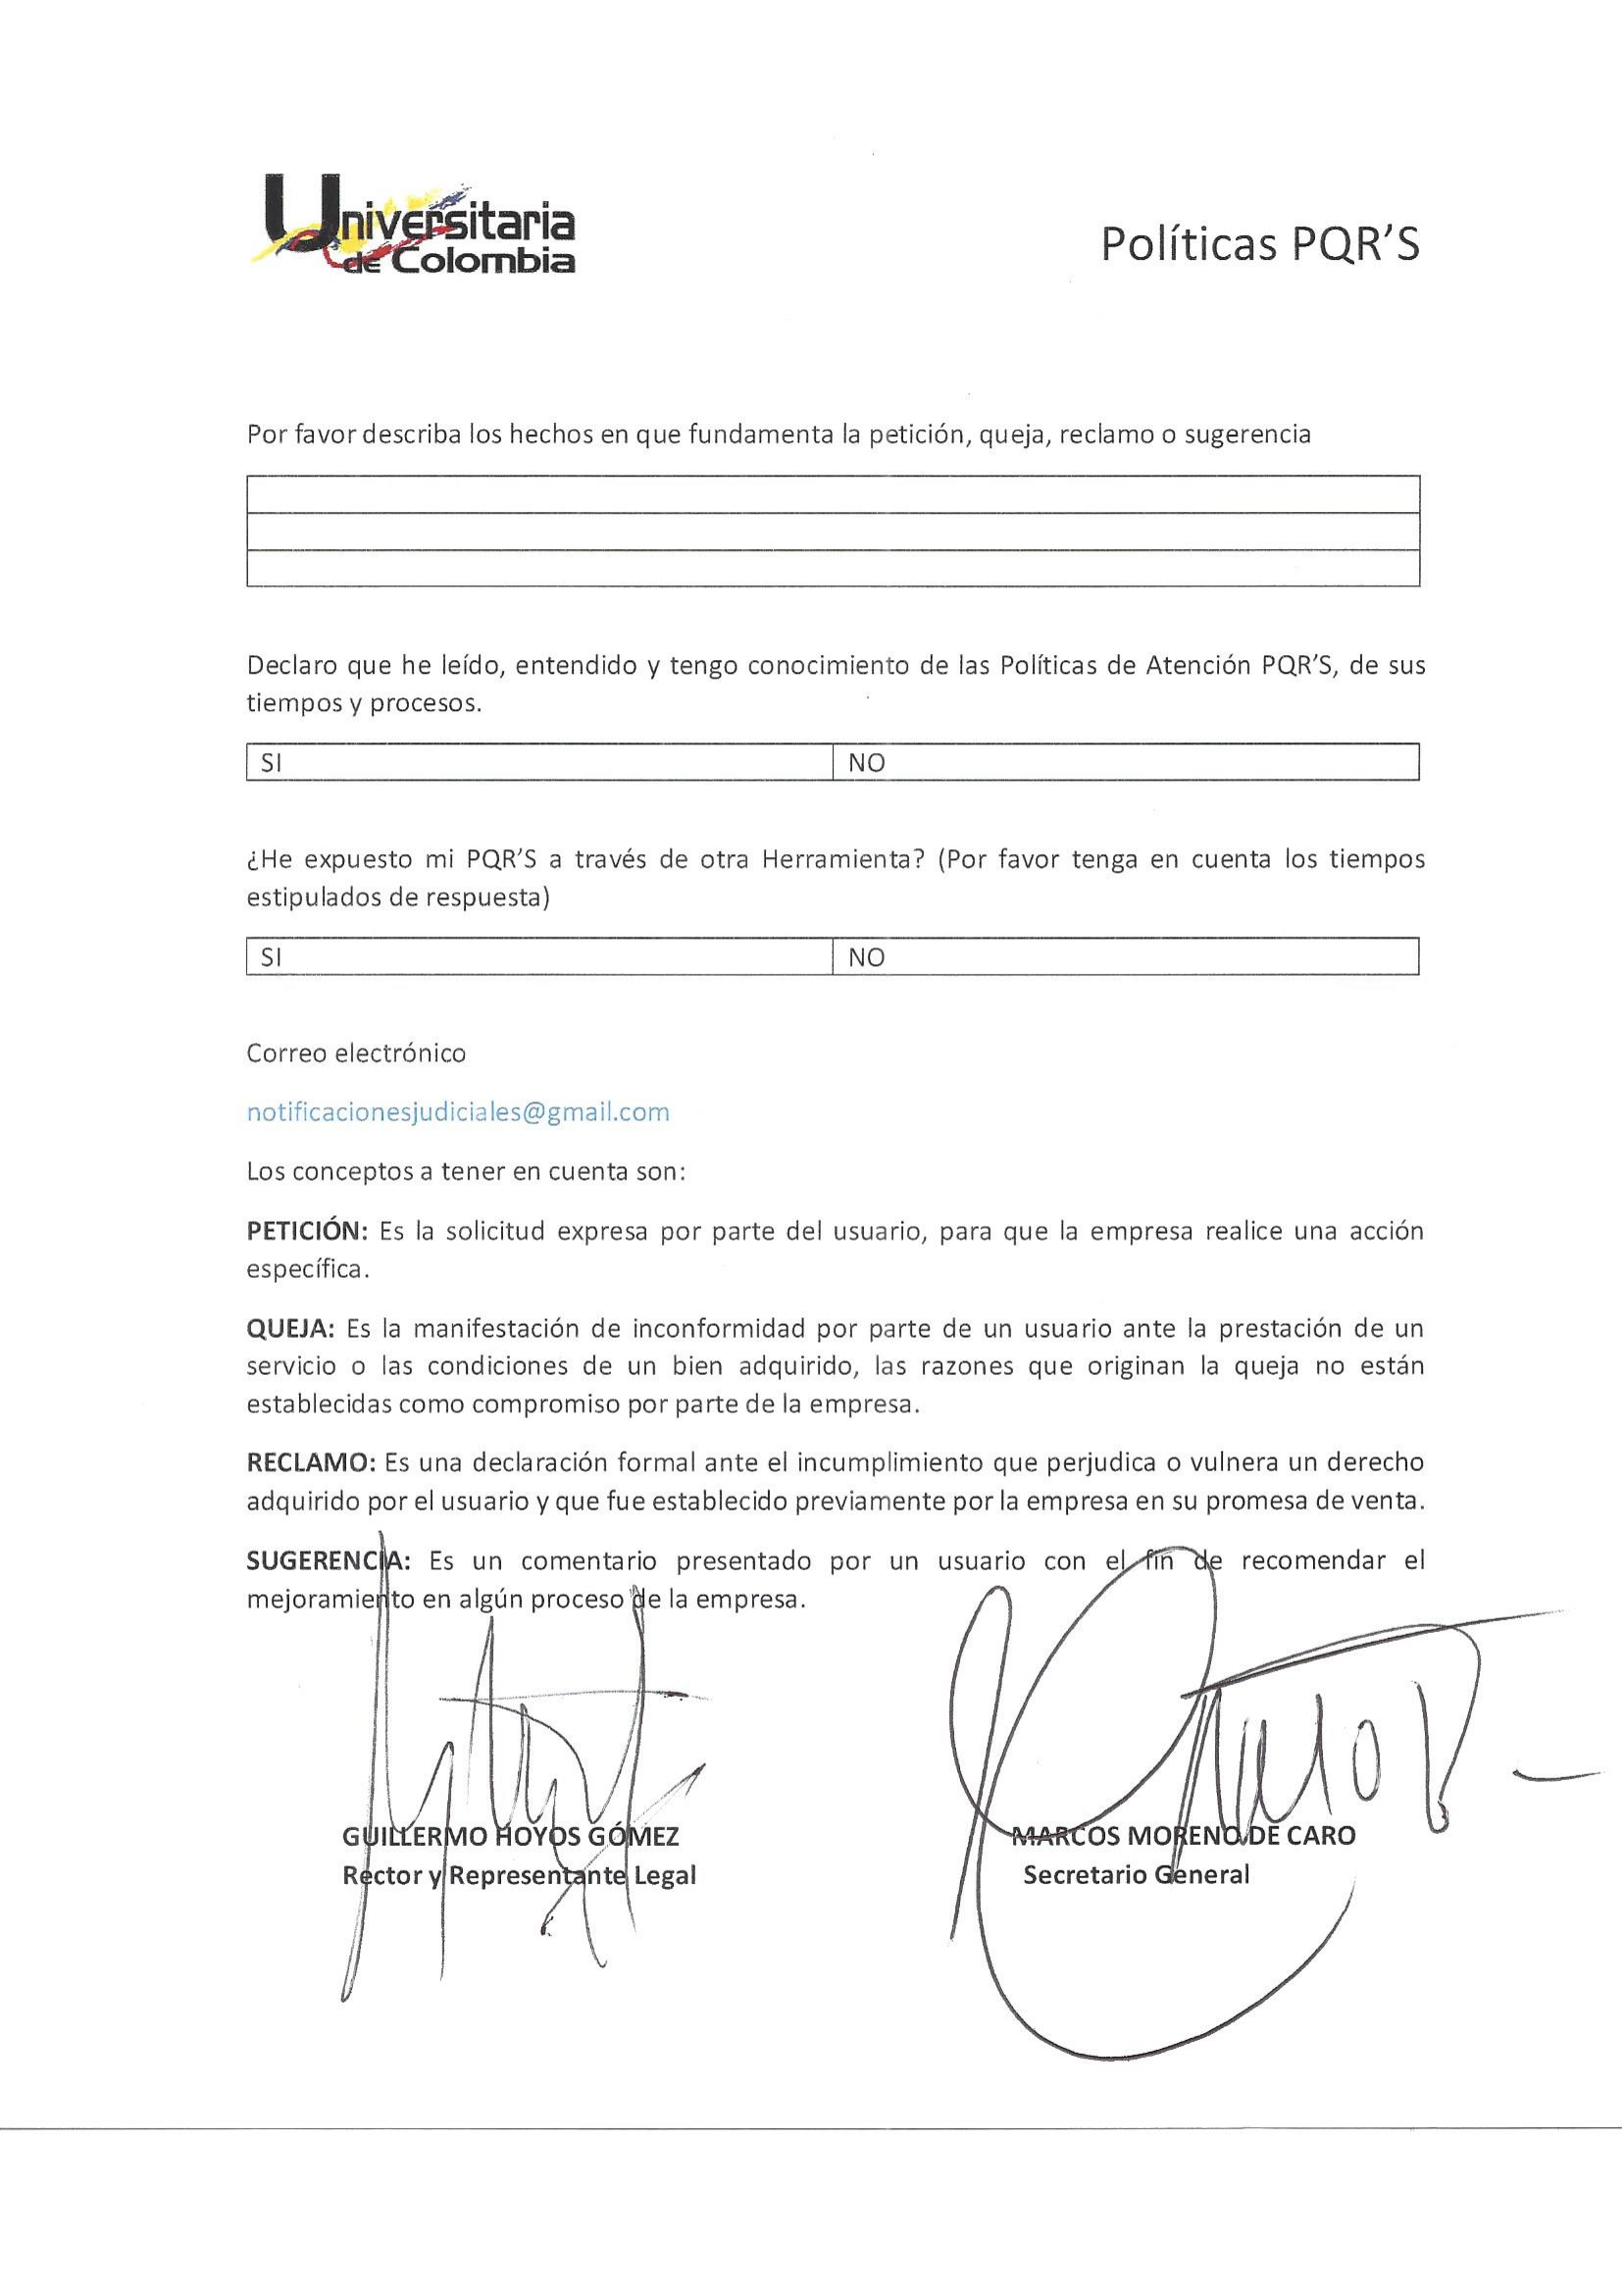 Universitaria
de Colombia
Políticas PQR'S
Por favor describa los hechos en que fundamenta la petición, queja, reclamo o sugerencia
Declaro que he leído, entendido y tengo conocimiento de las Políticas de Atención PQR'S, de sus
tiempos y procesos.
SI NO
¿He expuesto mi PQR'S a través de otra Herramienta? (Por favor tenga en cuenta los tiempos
estipulados de respuesta)
SI NO
Correo electrónico
notificacionesjudiciales@gmail.com
Los conceptos a tener en cuenta son:
PETICIÓN: Es la solicitud expresa por parte del usuario, para que la empresa realice una acción
específica.
QUEJA: Es la manifestación de inconformidad por parte de un usuario ante la prestación de un
servicio o las condiciones de un bien adquirido, las razones que originan la queja no están
establecidas como compromiso por parte de la empresa.
RECLAMO: Es una declaración formal ante el incumplimiento que perjudica o vulnera un derecho
adquirido por el usuario y que fue establecido previamente por la empresa en su promesa de venta.
SUGERENCIA: Es un comentario presentado por un usuario con el fin de recomendar el
mejoramiento en algún proceso de la empresa.
GUILLERMO HOYOS GÓMEZ MARCOS MORENO DE CARO
Rector y Representante Legal Secretario General